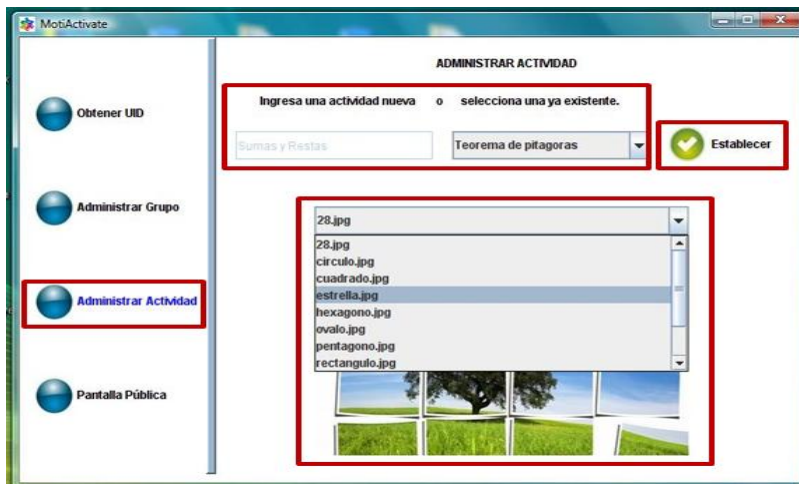 MotiActivate
ADMINISTRAR ACTIVIDAD
Ingresa una actividad nueva o selecciona una ya existente.
Sumas y Restas
Teorema de pitagoras
Establecer
Obtener UID
Administrar Grupo
Administrar Actividad
Pantalla Pública
28.jpg
28.jpg
circulo.jpg
cuadrado.jpg
estrella.jpg
hexagono.jpg
ovalo.jpg
pentagono.jpg
rectangulo.jpg